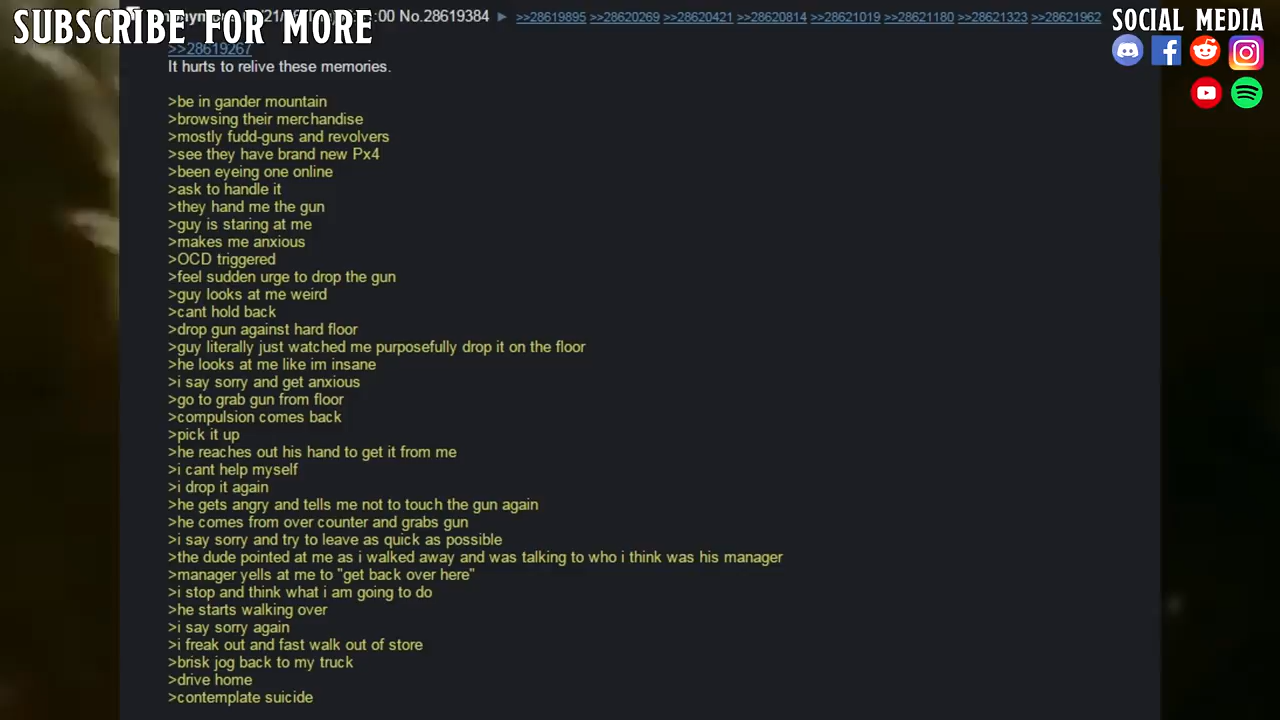 SUBSCRIBE FOR MORE
No.28619384 ▶ >>28619895 >>28620269 >>28620421 >>28620814 >>28621019 >>28621180 >>28621323 >>28621962
SOCIAL MEDIA
>>28619267
It hurts to relive these memories.
>be in gander mountain
>browsing their merchandise
>mostly fudd-guns and revolvers
>see they have brand new Px4
>been eyeing one online
>ask to handle it
>they hand me the gun
>guy is staring at me
>makes me anxious
>OCD triggered
>feel sudden urge to drop the gun
>guy looks at me weird
>cant hold back
>drop gun against hard floor
>guy literally just watched me purposefully drop it on the floor
>he looks at me like im insane
>i say sorry and get anxious
>go to grab gun from floor
>compulsion comes back
>pick it up
>he reaches out his hand to get it from me
>i cant help myself
>i drop it again
>he gets angry and tells me not to touch the gun again
>he comes from over counter and grabs gun
>i say sorry and try to leave as quick as possible
>the dude pointed at me as i walked away and was talking to who i think was his manager
>manager yells at me to "get back over here"
>i stop and think what i am going to do
>he starts walking over
>i say sorry again
>i freak out and fast walk out of store
>brisk jog back to my truck
>drive home
>contemplate suicide